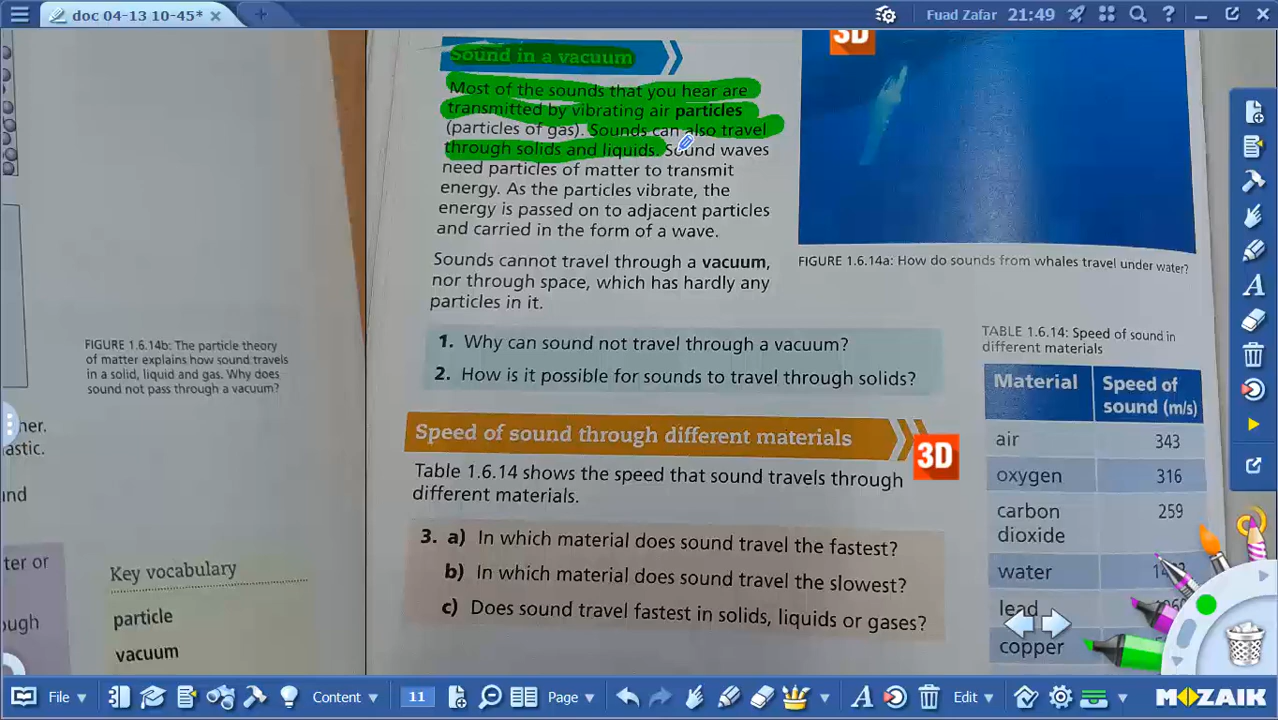 doc 04-13 10-45*
Fuad Zafar 21:49
Sound in a vacuum
Most of the sounds that you hear are
transmitted by vibrating air particles
(particles of gas). Sounds can also travel
through solids and liquids. Sound waves
need particles of matter to transmit
energy. As the particles vibrate, the
energy is passed on to adjacent particles
and carried in the form of a wave.
Sounds cannot travel through a vacuum,
nor through space, which has hardly any
particles in it.
1. Why can sound not travel through a vacuum?
2. How is it possible for sounds to travel through solids?
Speed of sound through different materials
3D
Table 1.6.14 shows the speed that sound travels through
different materials.
3. a) In which material does sound travel the fastest?
b) In which material does sound travel the slowest?
c) Does sound travel fastest in solids, liquids or gases?
3D
FIGURE 1.6.14a: How do sounds from whales travel under water?
TABLE 1.6.14: Speed of sound in
different materials
Material Speed of
sound (m/s)
air 343
oxygen 316
carbon 259
dioxide
water
lead
copper
FIGURE 1.6.14b: The particle theory
of matter explains how sound travels
in a solid, liquid and gas. Why does
sound not pass through a vacuum?
her.
astic.
nd
ter or
ough
Key vocabulary
particle
vacuum
File Content 11 Page Edit MOZAIK